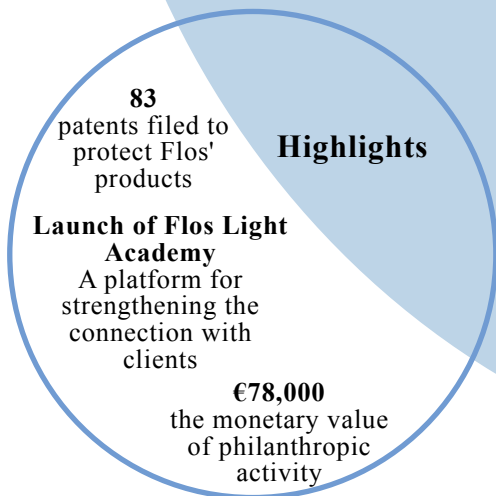 83
patents filed to
protect Flos'
products
Highlights
Launch of Flos Light
Academy
A platform for
strengthening the
connection with
clients
€78,000
the monetary value
of philanthropic
activity